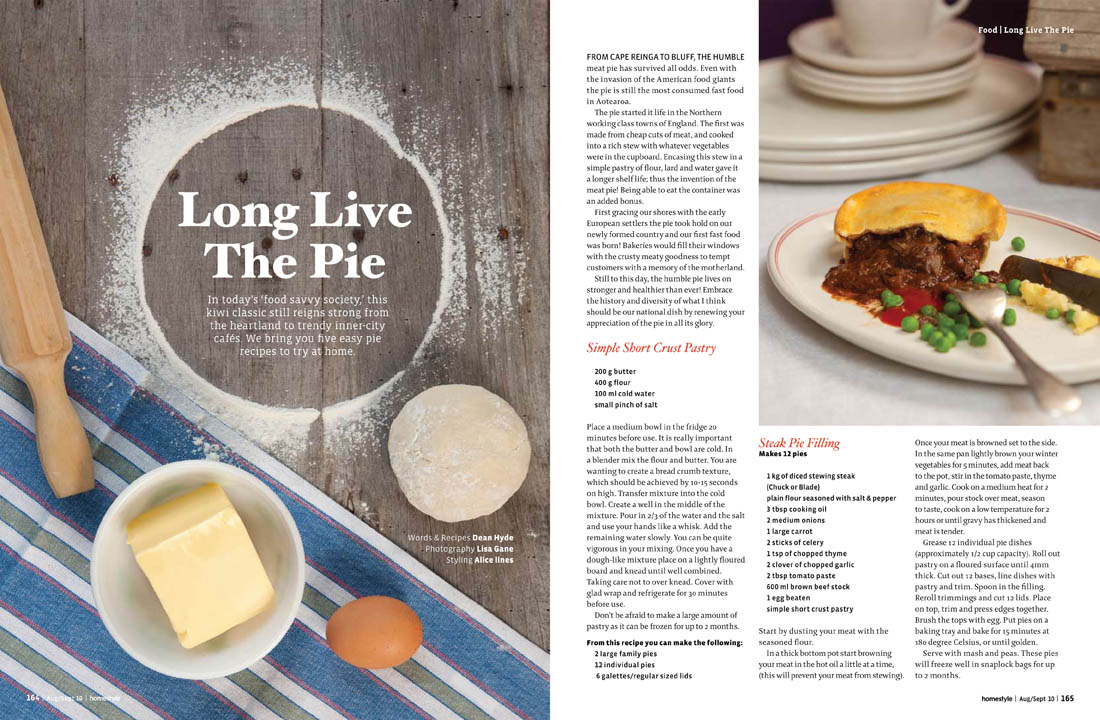 Long Live
The Pie
In today's 'food savvy society,' this
kiwi classic still reigns strong from
the heartland to trendy inner-city
cafés. We bring you five easy pie
recipes to try at home.
Words & Recipes Dean Hyde
Photography Lisa Gane
Styling Alice lines
164 | Aug/Sept 10 | homestyle
Food | Long Live The Pie
FROM CAPE REINGA TO BLUFF, THE HUMBLE
meat pie has survived all odds. Even with
the invasion of the American food giants
the pie is still the most consumed fast food
in Aotearoa.
The pie started it life in the Northern
working class towns of England. The first was
made from cheap cuts of meat, and cooked
into a rich stew with whatever vegetables
were in the cupboard. Encasing this stew in a
simple pastry of flour, lard and water gave it
a longer shelf life; thus the invention of the
meat pie! Being able to eat the container was
an added bonus.
First gracing our shores with the early
European settlers the pie took hold on our
newly formed country and our first fast food
was born! Bakeries would fill their windows
with the crusty meaty goodness to tempt
customers with a memory of the motherland.
Still to this day, the humble pie lives on
stronger and healthier than ever! Embrace
the history and diversity of what I think
should be our national dish by renewing your
appreciation of the pie in all its glory.
Simple Short Crust Pastry
200 g butter
400 g flour
100 ml cold water
small pinch of salt
Place a medium bowl in the fridge 20
minutes before use. It is really important
that both the butter and bowl are cold. In
a blender mix the flour and butter. You are
wanting to create a bread crumb texture,
which should be achieved by 10-15 seconds
on high. Transfer mixture into the cold
bowl. Create a well in the middle of the
mixture. Pour in 2/3 of the water and the salt
and use your hands like a whisk. Add the
remaining water slowly. You can be quite
vigorous in your mixing. Once you have a
dough-like mixture place on a lightly floured
board and knead until well combined.
Taking care not to over knead. Cover with
glad wrap and refrigerate for 30 minutes
before use.
Don't be afraid to make a large amount of
pastry as it can be frozen for up to 2 months.
From this recipe you can make the following:
2 large family pies
12 individual pies
6 galettes/regular sized lids
Steak Pie Filling
Makes 12 pies
1 kg of diced stewing steak
(Chuck or Blade)
plain flour seasoned with salt & pepper
3 tbsp cooking oil
2 medium onions
1 large carrot
2 sticks of celery
1 tsp of chopped thyme
2 clover of chopped garlic
2 tbsp tomato paste
600 ml brown beef stock
1 egg beaten
simple short crust pastry
Start by dusting your meat with the
seasoned flour.
In a thick bottom pot start browning
your meat in the hot oil a little at a time,
(this will prevent your meat from stewing).
Once your meat is browned set to the side.
In the same pan lightly brown your winter
vegetables for 5 minutes, add meat back
to the pot, stir in the tomato paste, thyme
and garlic. Cook on a medium heat for 2
minutes, pour stock over meat, season
to taste, cook on a low temperature for 2
hours or until gravy has thickened and
meat is tender.
Grease 12 individual pie dishes
(approximately 1/2 cup capacity). Roll out
pastry on a floured surface until 4mm
thick. Cut out 12 bases, line dishes with
pastry and trim. Spoon in the filling.
Reroll trimmings and cut 12 lids. Place
on top, trim and press edges together.
Brush the tops with egg. Put pies on a
baking tray and bake for 15 minutes at
180 degree Celsius, or until golden.
Serve with mash and peas. These pies
will freeze well in snaplock bags for up
to 2 months.
homestyle | Aug/Sept 10 | 165